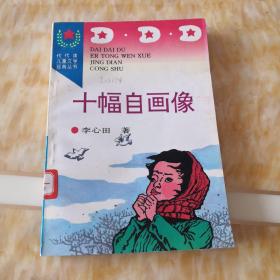 D·D·D
代代读
儿童文学
经典丛书
DAI DAI DU
ER TONG WEN XUE
JING DIAN
CONG SHU
十幅自画像
李心田 著